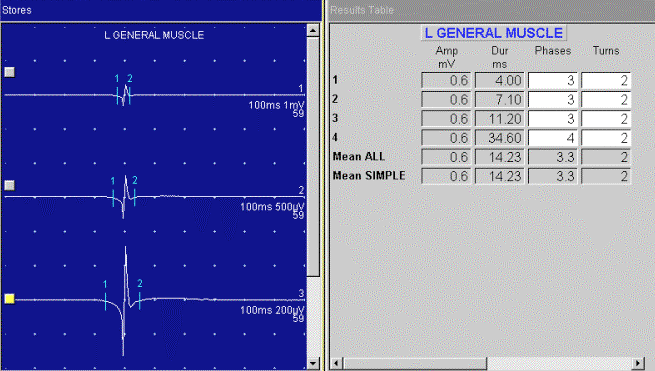 Stores
L GENERAL MUSCLE
1 2
1
100ms 1mV
59
1 2
2
100ms 500µV
59
1 2
3
100ms 200µV
59
Results Table
L GENERAL MUSCLE
Amp Dur Phases Turns
mV ms
1 0.6 4.00 3 2
2 0.6 7.10 3 2
3 0.6 11.20 3 2
4 0.6 34.60 4 2
Mean ALL 0.6 14.23 3.3 2
Mean SIMPLE 0.6 14.23 3.3 2